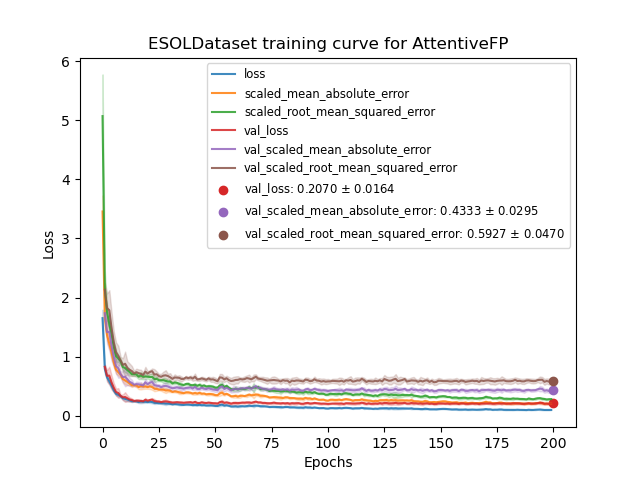 ESOLDataset training curve for AttentiveFP
loss
scaled_mean_absolute_error
scaled_root_mean_squared_error
val_loss
val_scaled_mean_absolute_error
val_scaled_root_mean_squared_error
val_loss: 0.2070 ± 0.0164
val_scaled_mean_absolute_error: 0.4333 ± 0.0295
val_scaled_root_mean_squared_error: 0.5927 ± 0.0470
Loss
6
5
4
3
2
1
0
0 25 50 75 100 125 150 175 200
Epochs